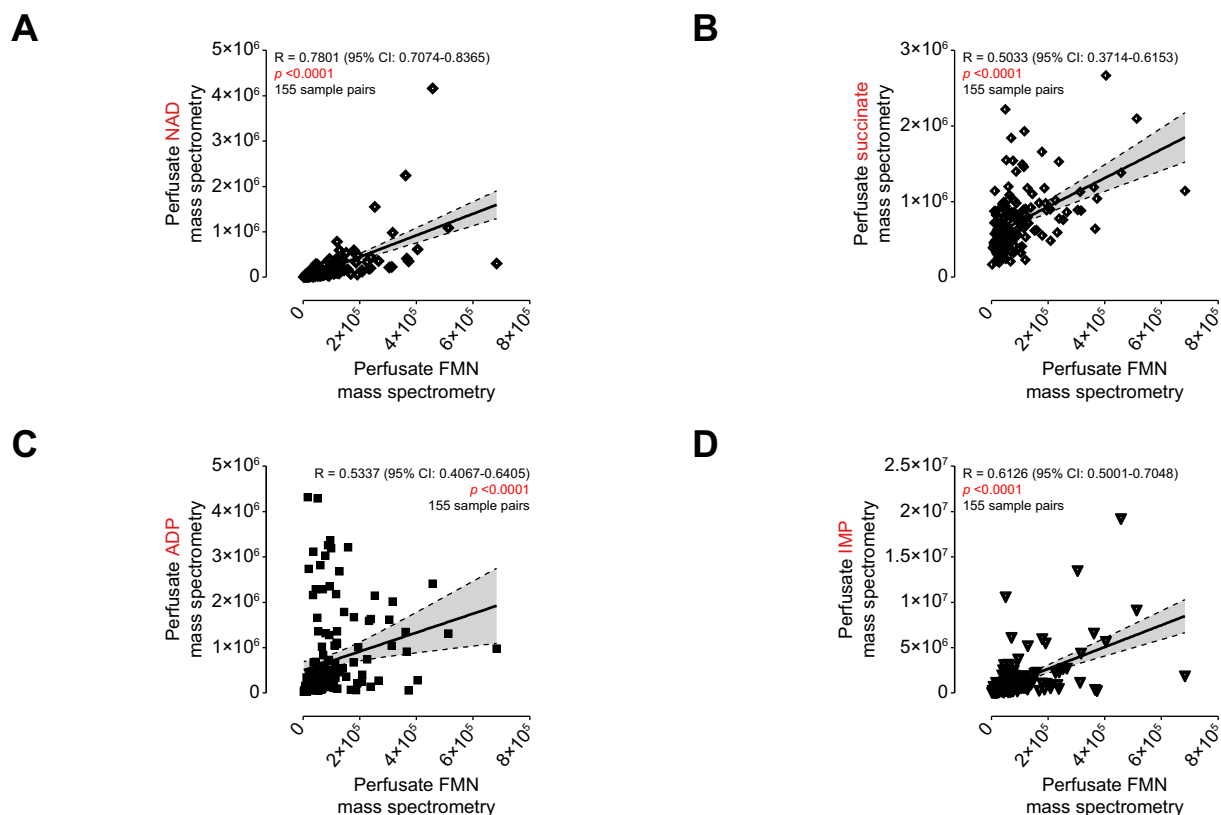 A
Perfusate NAD
mass spectrometry
5×10⁶
4×10⁶
3×10⁶
2×10⁶
1×10⁶
0
R = 0.7801 (95% CI: 0.7074-0.8365)
p <0.0001
155 sample pairs
0
2×10⁵
4×10⁵
6×10⁵
8×10⁵
Perfusate FMN
mass spectrometry
B
Perfusate succinate
mass spectrometry
3×10⁶
2×10⁶
1×10⁶
0
R = 0.5033 (95% CI: 0.3714-0.6153)
p <0.0001
155 sample pairs
0
2×10⁵
4×10⁵
6×10⁵
8×10⁵
Perfusate FMN
mass spectrometry
C
Perfusate ADP
mass spectrometry
5×10⁶
4×10⁶
3×10⁶
2×10⁶
1×10⁶
0
R = 0.5337 (95% CI: 0.4067-0.6405)
p <0.0001
155 sample pairs
0
2×10⁵
4×10⁵
6×10⁵
8×10⁵
Perfusate FMN
mass spectrometry
D
Perfusate IMP
mass spectrometry
2.5×10⁷
2×10⁷
1.5×10⁷
1×10⁷
5×10⁶
0
R = 0.6126 (95% CI: 0.5001-0.7048)
p <0.0001
155 sample pairs
0
2×10⁵
4×10⁵
6×10⁵
8×10⁵
Perfusate FMN
mass spectrometry